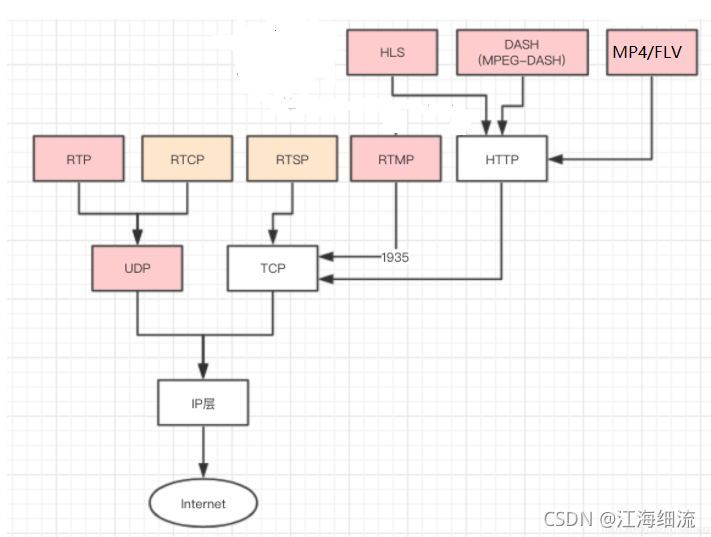 HLS
DASH
(MPEG-DASH)
MP4/FLV
RTP
RTCP
RTSP
RTMP
HTTP
UDP
TCP
1935
IP层
Internet
CSDN @江海细流